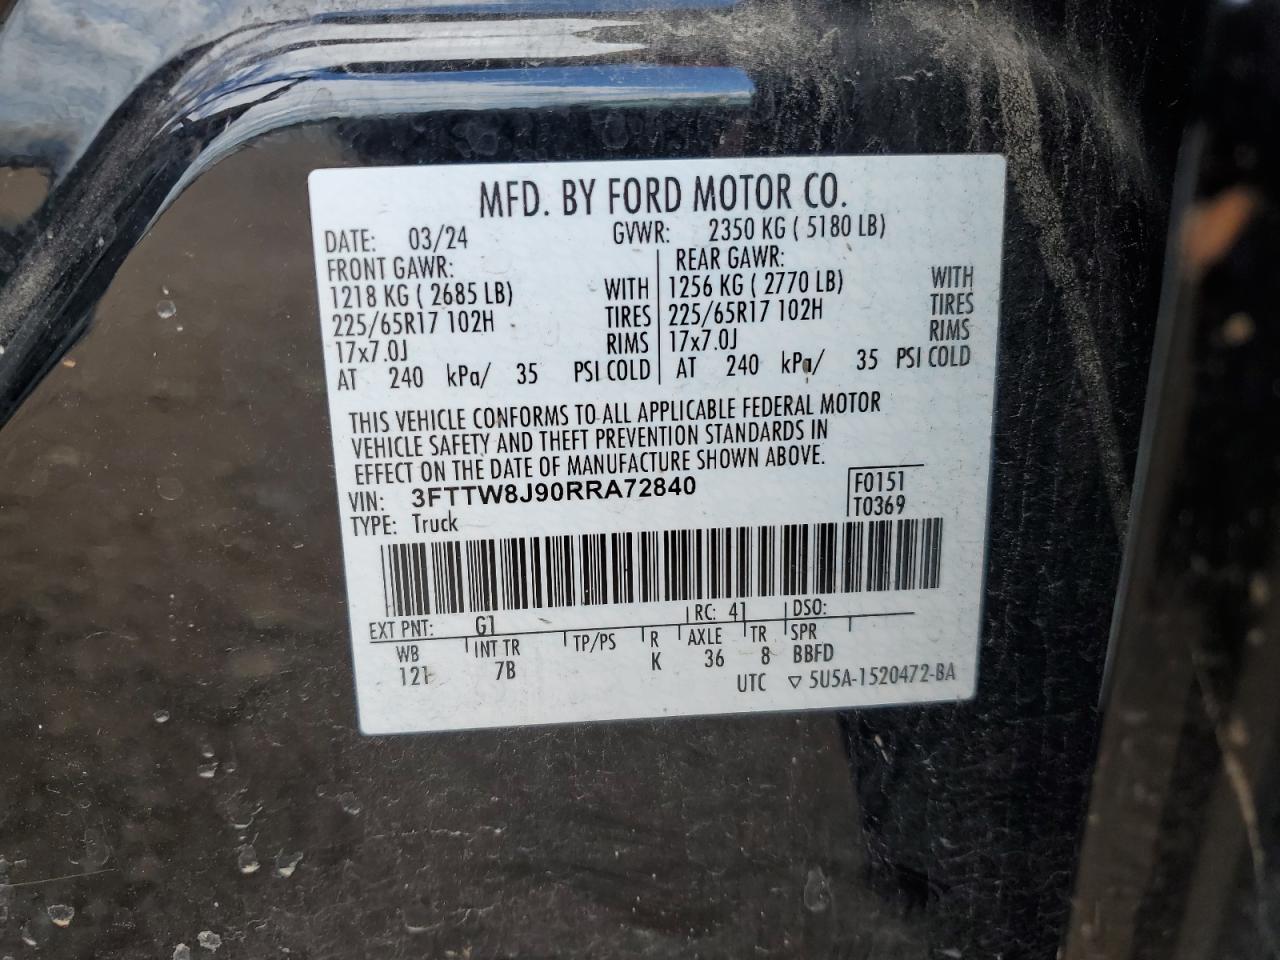 MFD. BY FORD MOTOR CO.
DATE: 03/24 GVWR: 2350 KG ( 5180 LB)
FRONT GAWR: REAR GAWR:
1218 KG ( 2685 LB) WITH 1256 KG ( 2770 LB) WITH
225/65R17 102H TIRES 225/65R17 102H TIRES
17x7.0J RIMS 17x7.0J RIMS
AT 240 kPa/ 35 PSI COLD AT 240 kPa/ 35 PSI COLD
THIS VEHICLE CONFORMS TO ALL APPLICABLE FEDERAL MOTOR
VEHICLE SAFETY AND THEFT PREVENTION STANDARDS IN
EFFECT ON THE DATE OF MANUFACTURE SHOWN ABOVE.
VIN: 3FTTW8J90RRA72840 F0151
TYPE: Truck T0369
EXT PNT: G1 RC: 41 DSO:
WB INT TR TP/PS R AXLE TR SPR
121 7B K 36 8 BBFD
UTC ▽ 5U5A-1520472-BA